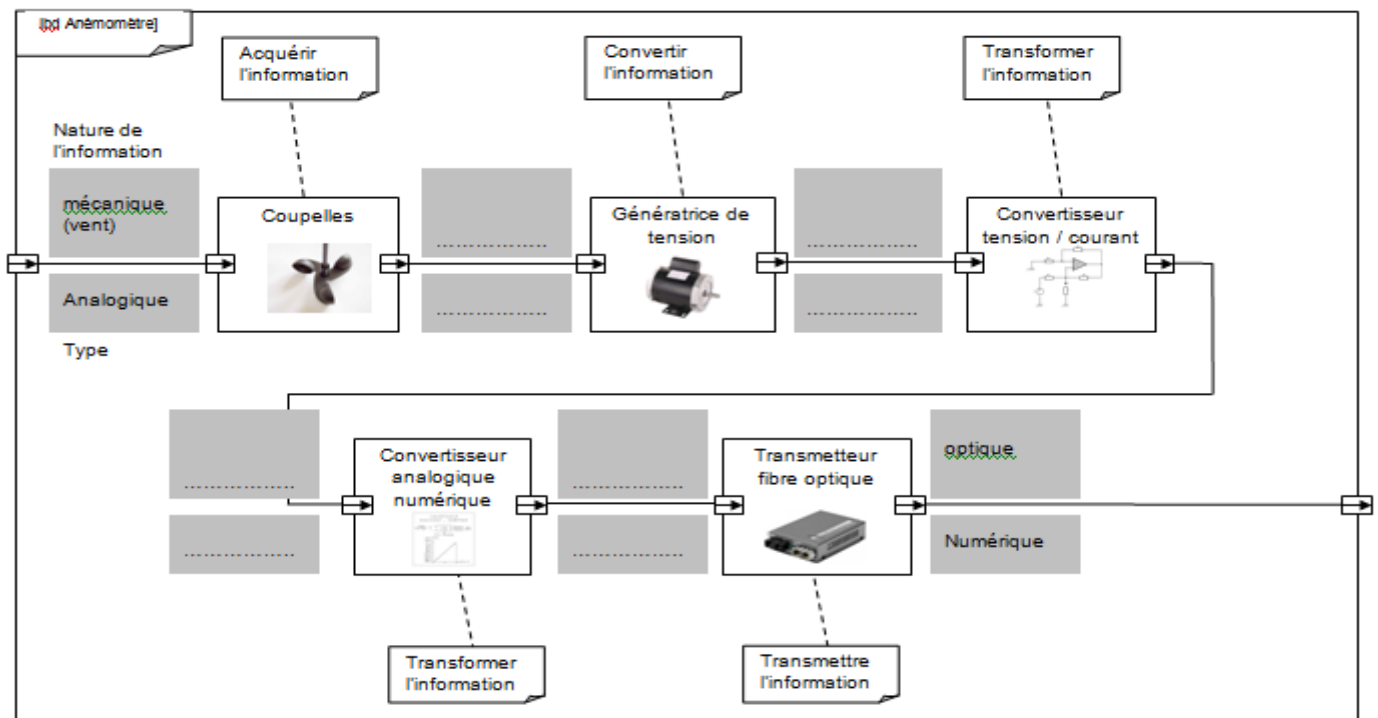 [ibd Anémomètre]
Acquérir
l'information
Convertir
l'information
Transformer
l'information
Nature de
l'information
mécanique
(vent)
Coupelles
………………..
Génératrice de
tension
………………..
Convertisseur
tension / courant
Analogique
………………..
………………..
Type
………………..
Convertisseur
analogique
numérique
………………..
Transmetteur
fibre optique
optique
………………..
………………..
Numérique
Transformer
l'information
Transmettre
l'information